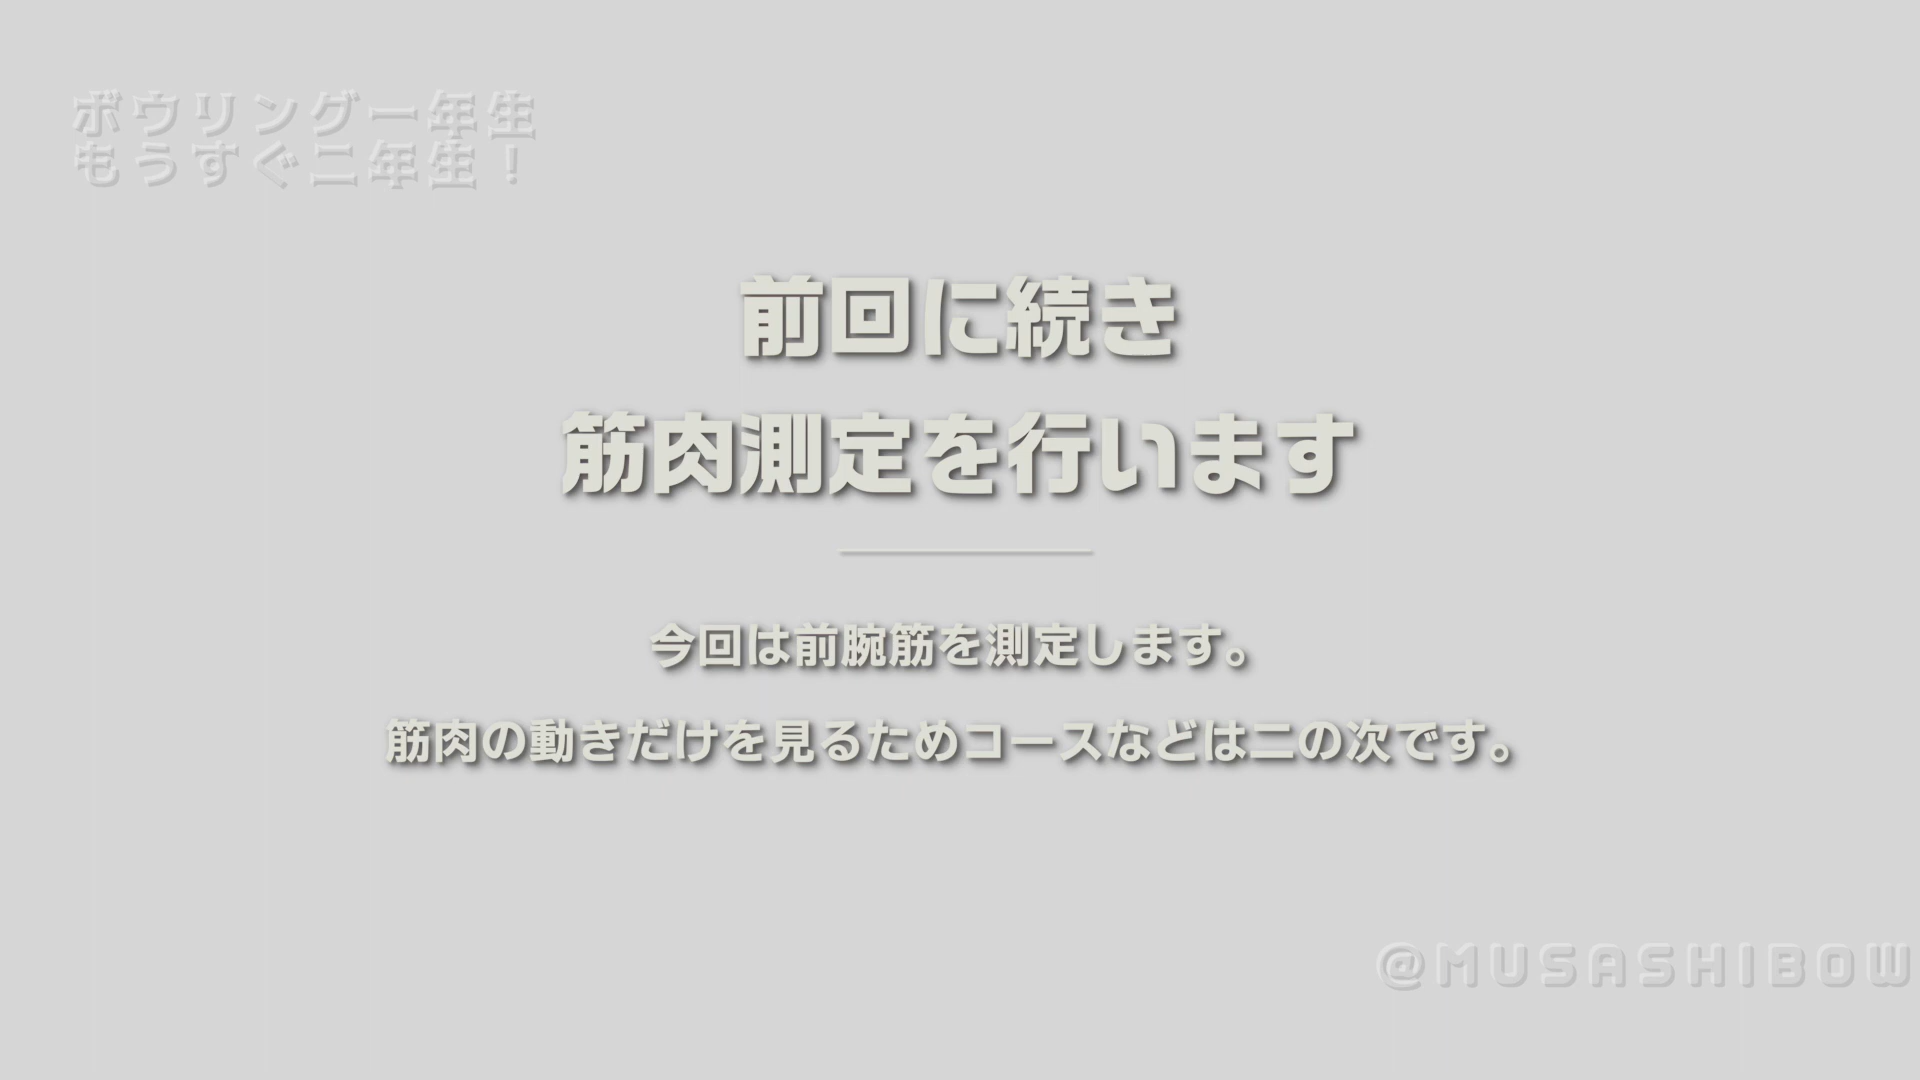 ボウリング一年生
もうすぐ二年生！
前回に続き
筋肉測定を行います
今回は前腕筋を測定します。
筋肉の動きだけを見るためコースなどは二の次です。
@MUSASHIBOW